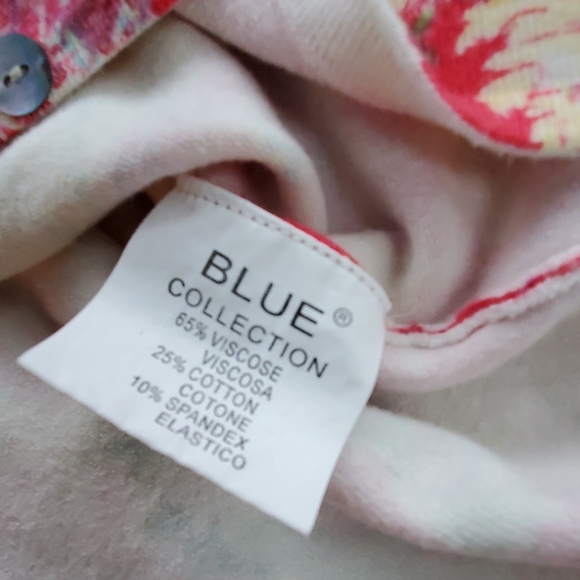 BLUE®
COLLECTION
65% VISCOSE
VISCOSA
25% COTTON
COTONE
10% SPANDEX
ELASTICO